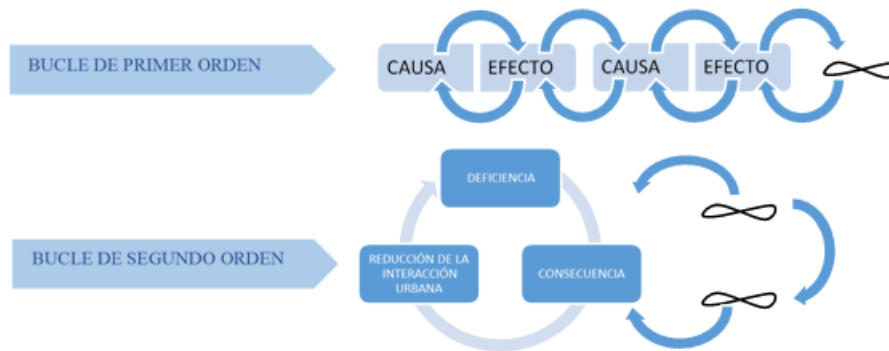 BUCLE DE PRIMER ORDEN
CAUSA
EFECTO
CAUSA
EFECTO
BUCLE DE SEGUNDO ORDEN
DEFICIENCIA
REDUCCIÓN DE LA
INTERACCIÓN
URBANA
CONSECUENCIA